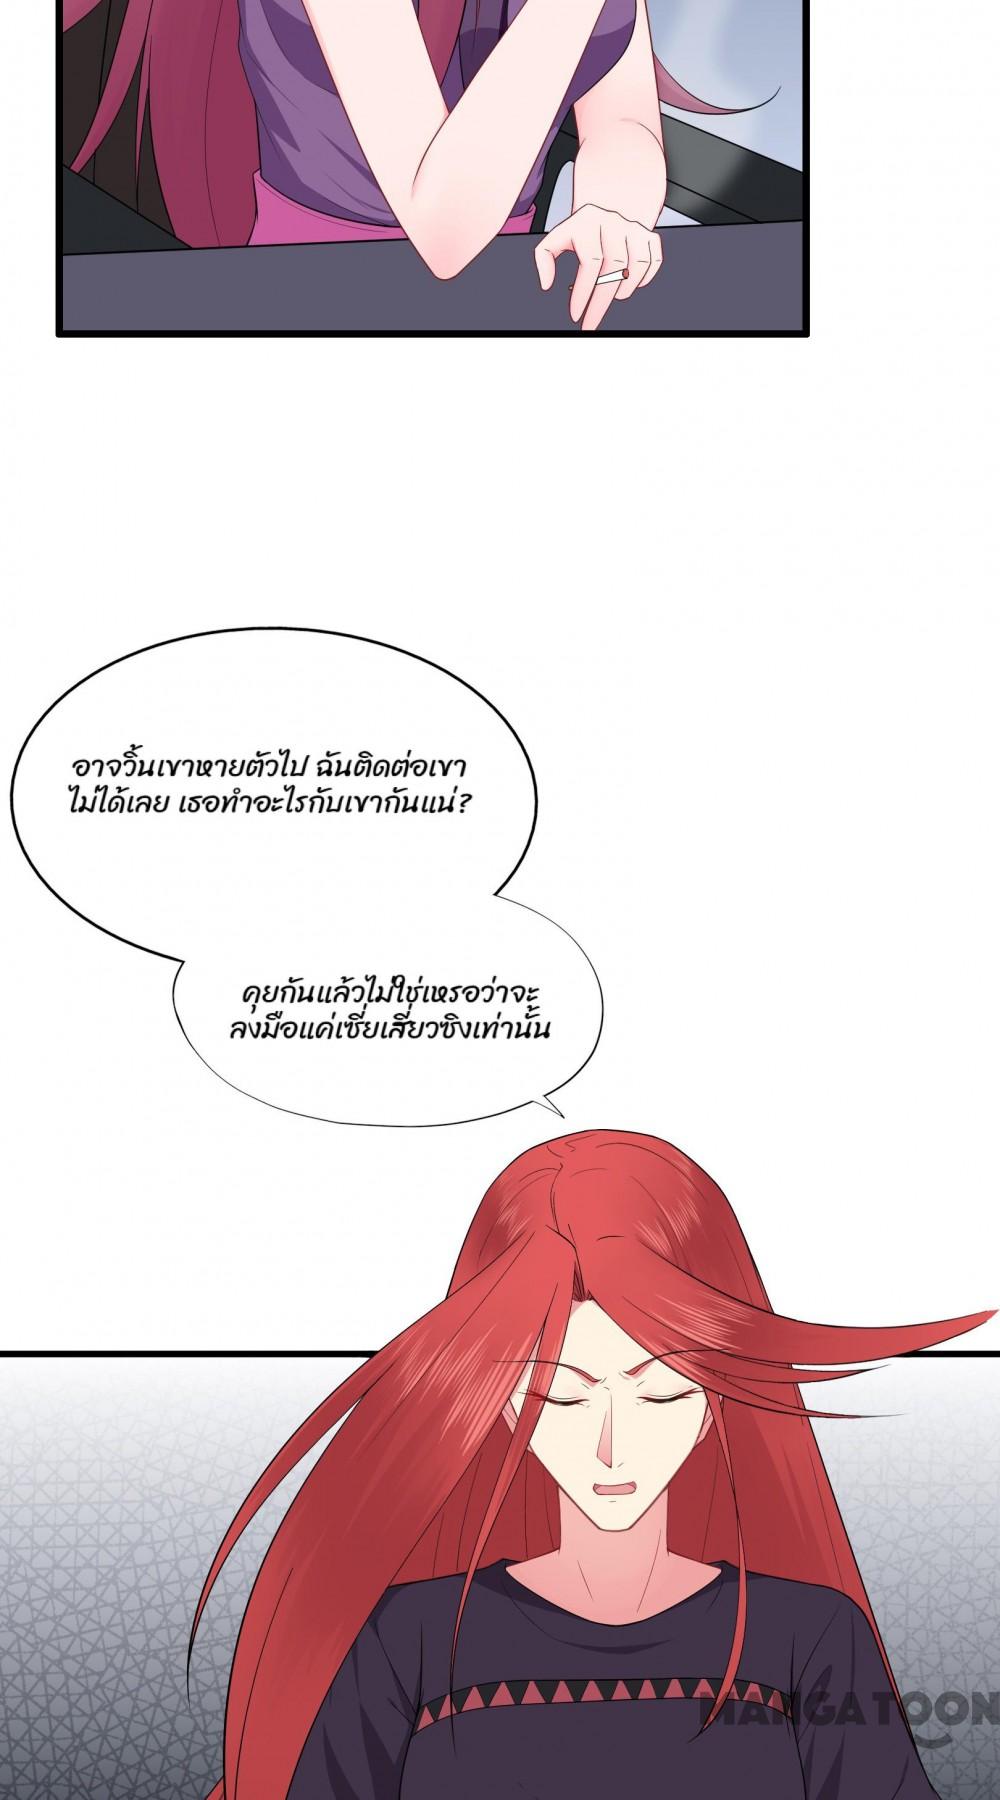 อาจวิ้นเขาหายตัวไป ฉันติดต่อเขา
ไม่ได้เลย เธอทำอะไรกับเขากันแน่?
คุยกันแล้วไม่ใช่เหรอว่าจะ
ลงมือแค่เซี่ยเสี่ยวซิงเท่านั้น
MANGATOON